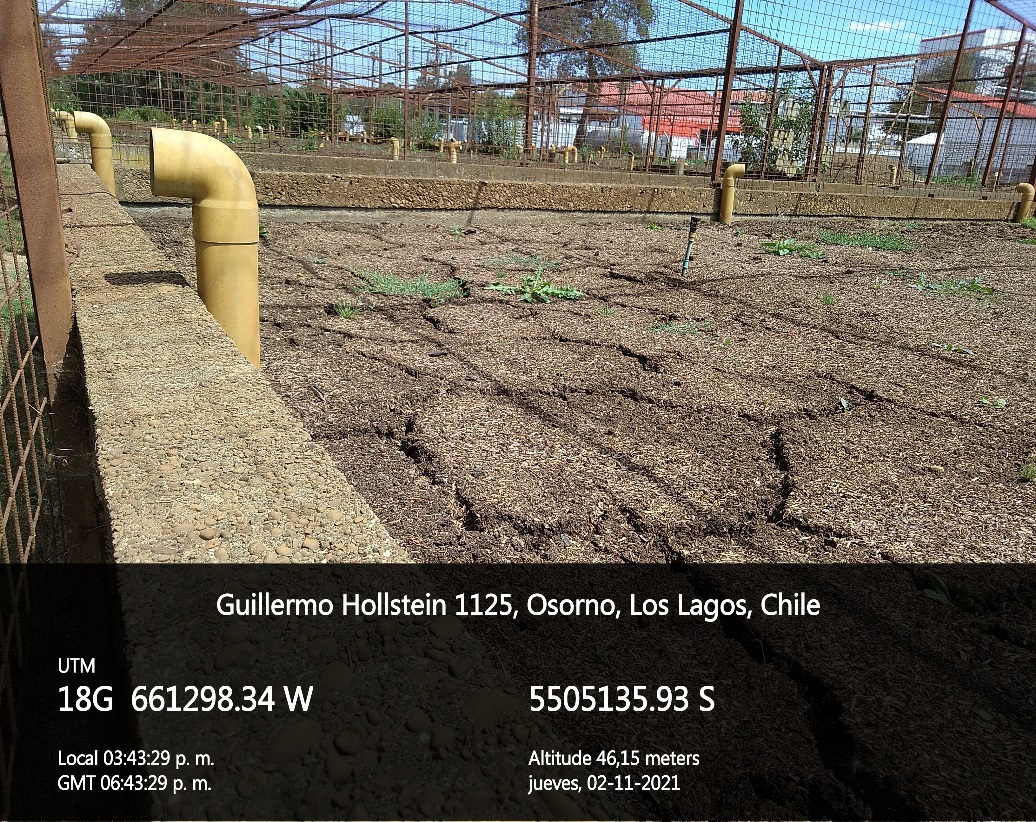 Guillermo Hollstein 1125, Osorno, Los Lagos, Chile
UTM
18G 661298.34 W
5505135.93 S
Local 03:43:29 p. m.
GMT 06:43:29 p. m.
Altitude 46,15 meters
jueves, 02-11-2021